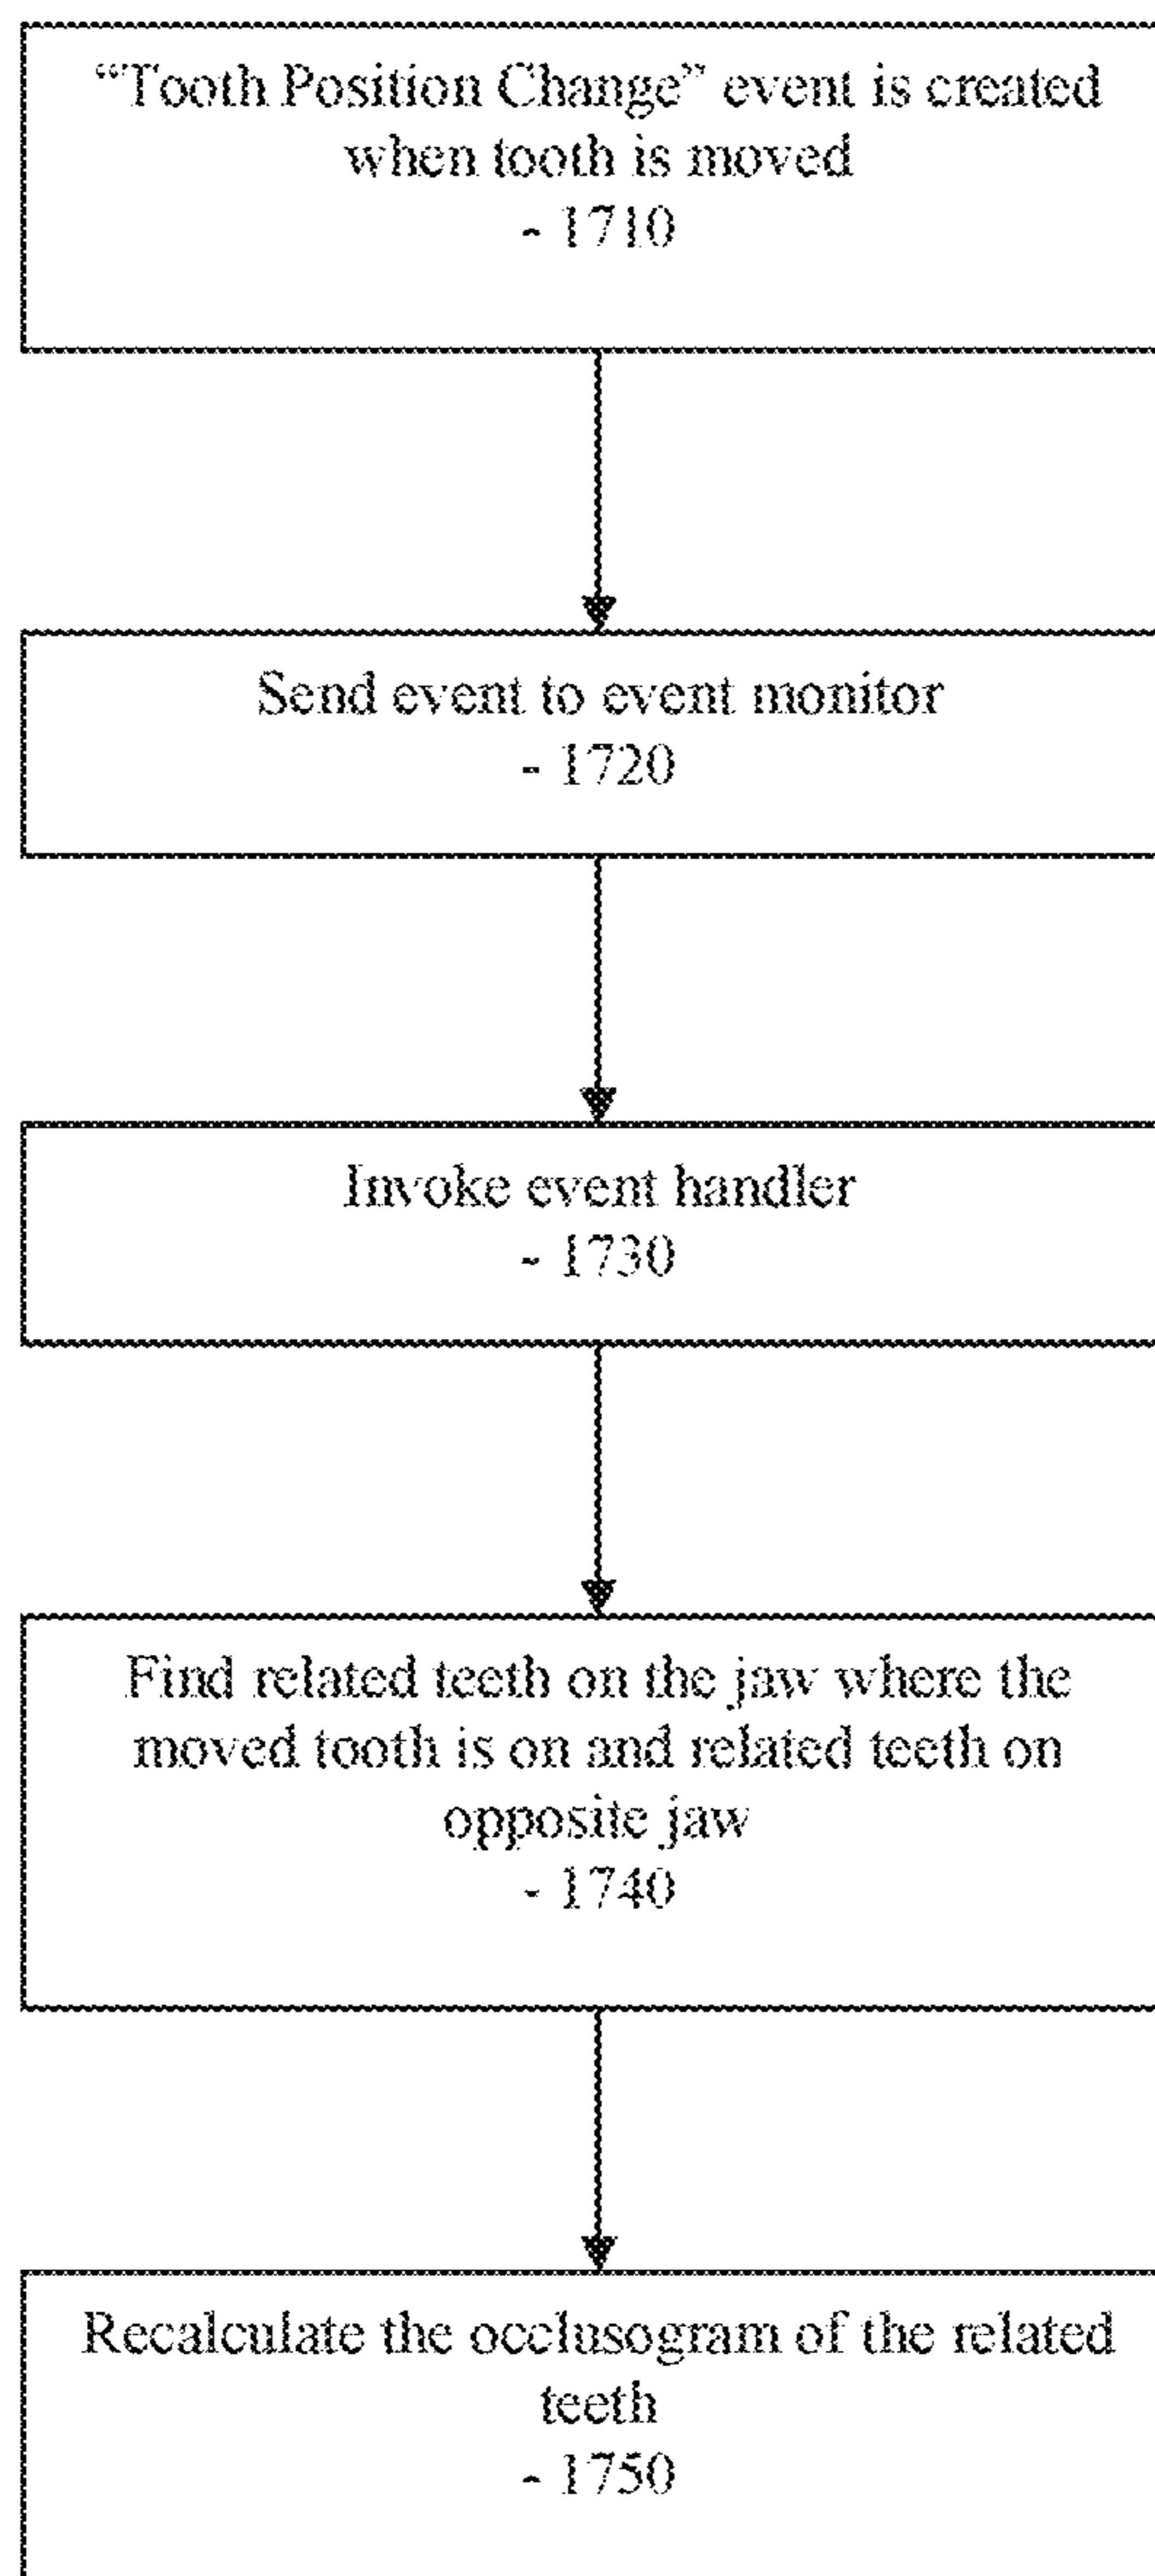 “Tooth Position Change” event is created
when tooth is moved
- 1710
Send event to event monitor
- 1720
Invoke event handler
- 1730
Find related teeth on the jaw where the
moved tooth is on and related teeth on
opposite jaw
- 1740
Recalculate the occlusogram of the related
teeth
- 1750